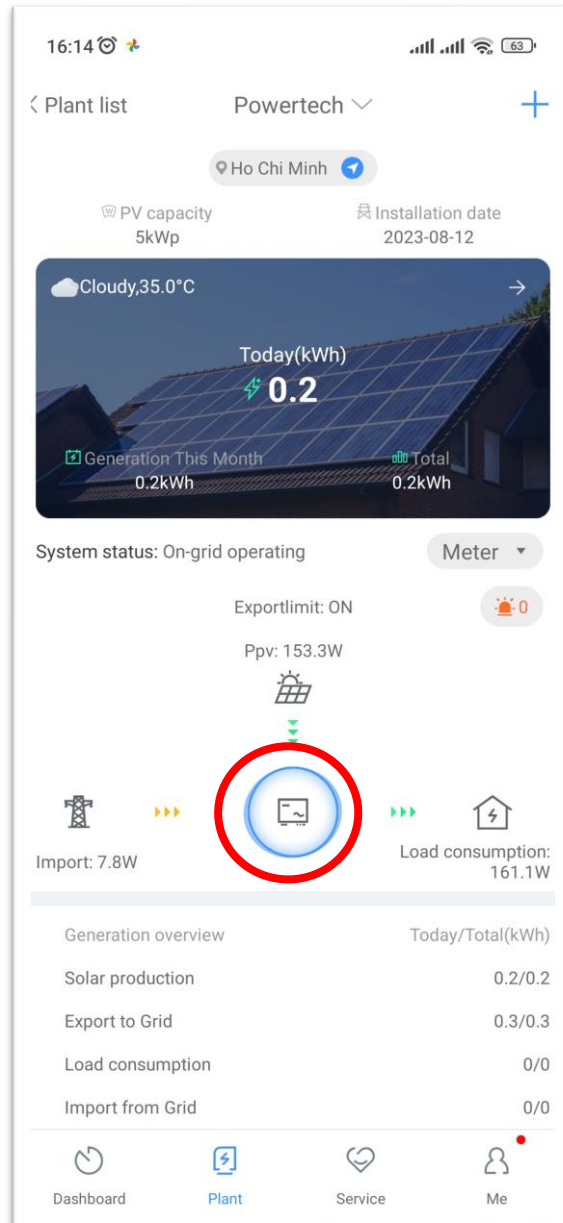 16:14
63
Plant list
Powertech
Ho Chi Minh
PV capacity
Installation date
5kWp
2023-08-12
Cloudy,35.0°C
Today(kWh)
0.2
Generation This Month
Total
0.2kWh
0.2kWh
System status: On-grid operating
Meter
Exportlimit: ON
0
Ppv: 153.3W
Import: 7.8W
Load consumption:
161.1W
Generation overview
Today/Total(kWh)
Solar production
0.2/0.2
Export to Grid
0.3/0.3
Load consumption
0/0
Import from Grid
0/0
Dashboard
Plant
Service
Me